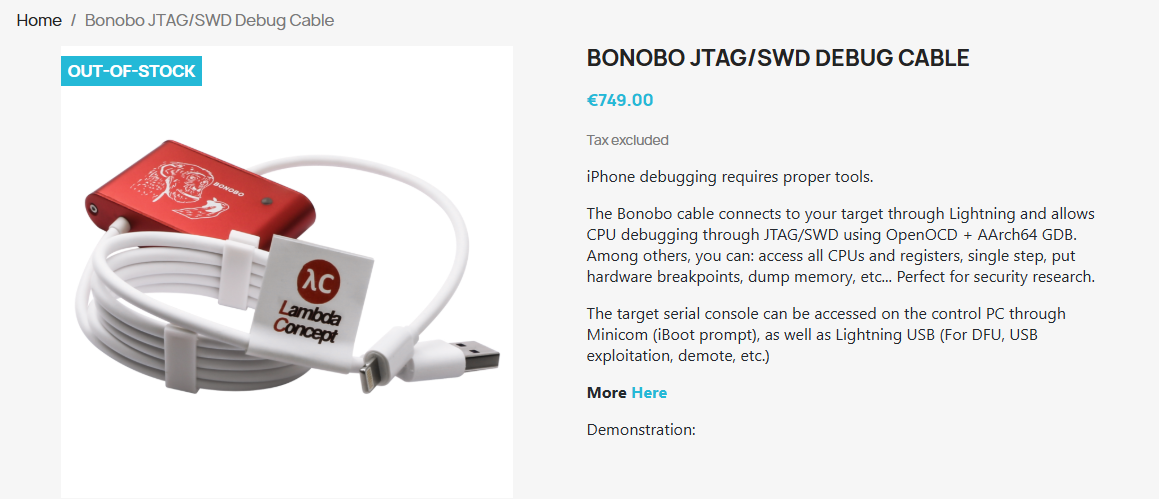 Home / Bonobo JTAG/SWD Debug Cable
OUT-OF-STOCK
BONOBO
λC
Lambda
Concept
BONOBO JTAG/SWD DEBUG CABLE
€749.00
Tax excluded
iPhone debugging requires proper tools.
The Bonobo cable connects to your target through Lightning and allows
CPU debugging through JTAG/SWD using OpenOCD + AArch64 GDB.
Among others, you can: access all CPUs and registers, single step, put
hardware breakpoints, dump memory, etc... Perfect for security research.
The target serial console can be accessed on the control PC through
Minicom (iBoot prompt), as well as Lightning USB (For DFU, USB
exploitation, demote, etc.)
More Here
Demonstration: